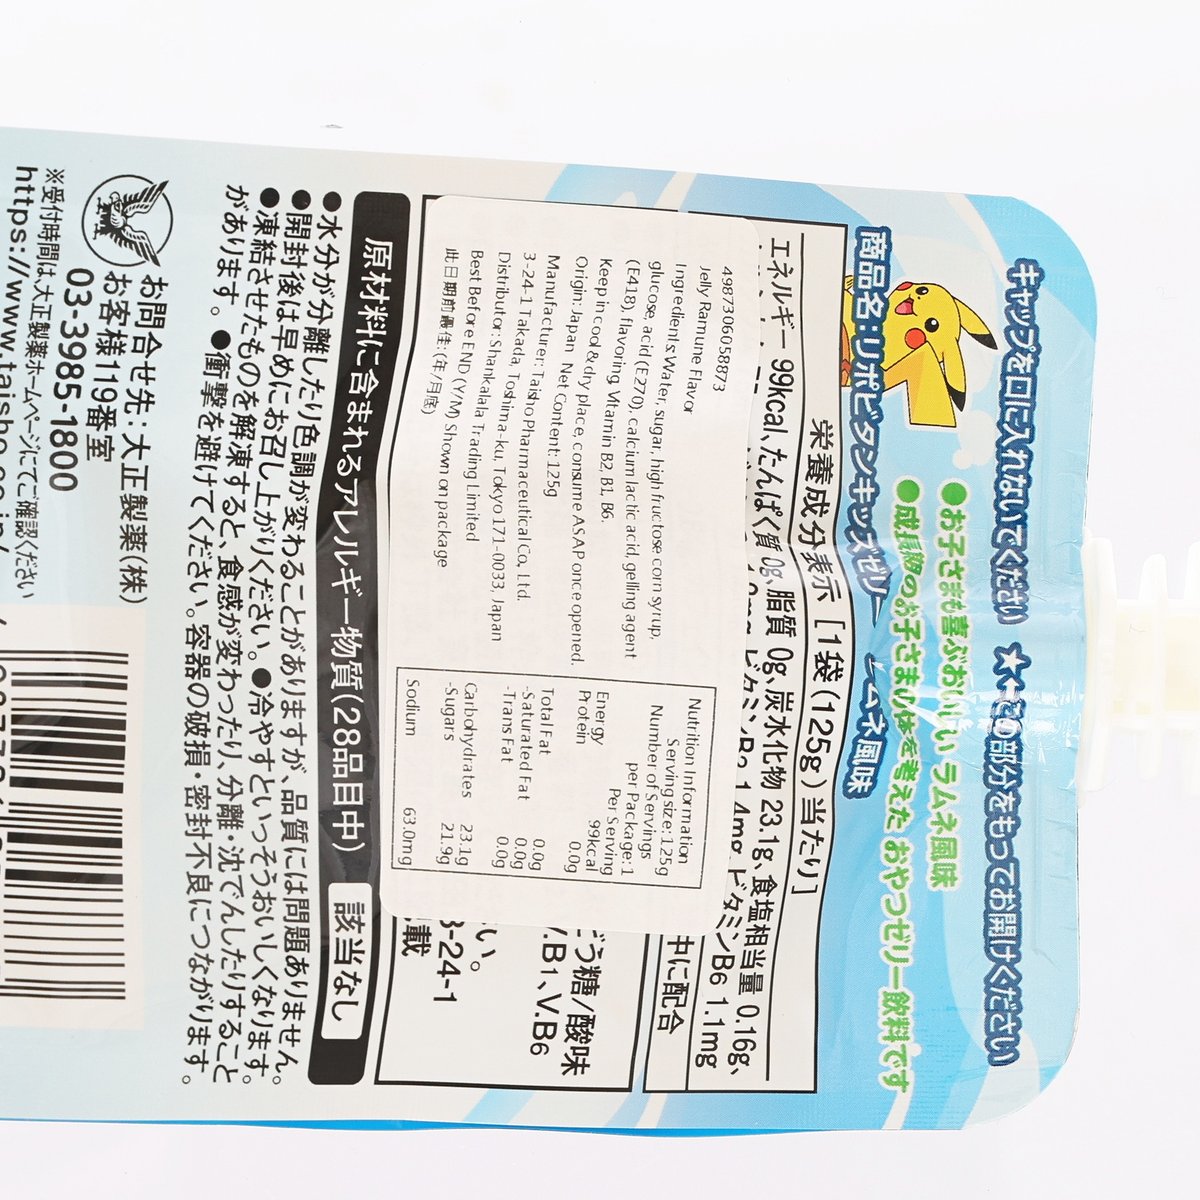 キャップを口に入れないでください ★この部分をもってお開けください
●お子さまも喜ぶおいしいラムネ風味
●成長期のお子さまの体を考えた おやつゼリー飲料です
商品名:リポビタンキッズゼリー ラムネ風味
栄養成分表示 [1袋(125g)当たり]
エネルギー 99kcal、たんぱく質 0g、脂質 0g、炭水化物 23.1g、食塩相当量 0.16g、
ビタミンB2 1.4mg、ビタミンB6 1.1mg
中に配合
糖/酸味
B1、V.B6
い。
3-24-1
載
4987306058873
Jelly Ramune Flavor
Ingredients:Water, sugar, high fructose corn syrup,
glucose, acid (E270), calcium lactic acid, gelling agent
(E418), flavoring, Vitamin B2, B1, B6.
Keep in cool & dry place, consume ASAP once opened.
Origin: Japan Net Content: 125g
Manufacturer: Taisho Pharmaceutical Co., Ltd.
3-24-1 Takada, Toshima-ku, Tokyo 171-0033, Japan
Distributor: Shankalala Trading Limited
Best Before END (Y/M) Shown on package
此日期前最佳:(年/月底)
Nutrition Information
Serving size: 125g
Number of Servings
per Package: 1
Per Serving
Energy 99kcal
Protein 0.0g
Total Fat 0.0g
-Saturated Fat 0.0g
-Trans Fat 0.0g
Carbohydrates 23.1g
-Sugars 21.9g
Sodium 63.0mg
原材料に含まれるアレルギー物質(28品目中) 該当なし
●水分が分離したり色調が変わることがありますが、品質には問題ありません。
●開封後は早めにお召し上がりください。●冷やすといっそうおいしくなります。
●凍結させたものを解凍すると、食感が変わったり、分離・沈でんしたりすること
があります。●衝撃を避けてください。容器の破損・密封不良につながります。
お問合せ先:大正製薬(株)
お客様119番室
03-3985-1800
※受付時間は大正製薬ホームページにてご確認ください
https://www.taisho.co.jp/